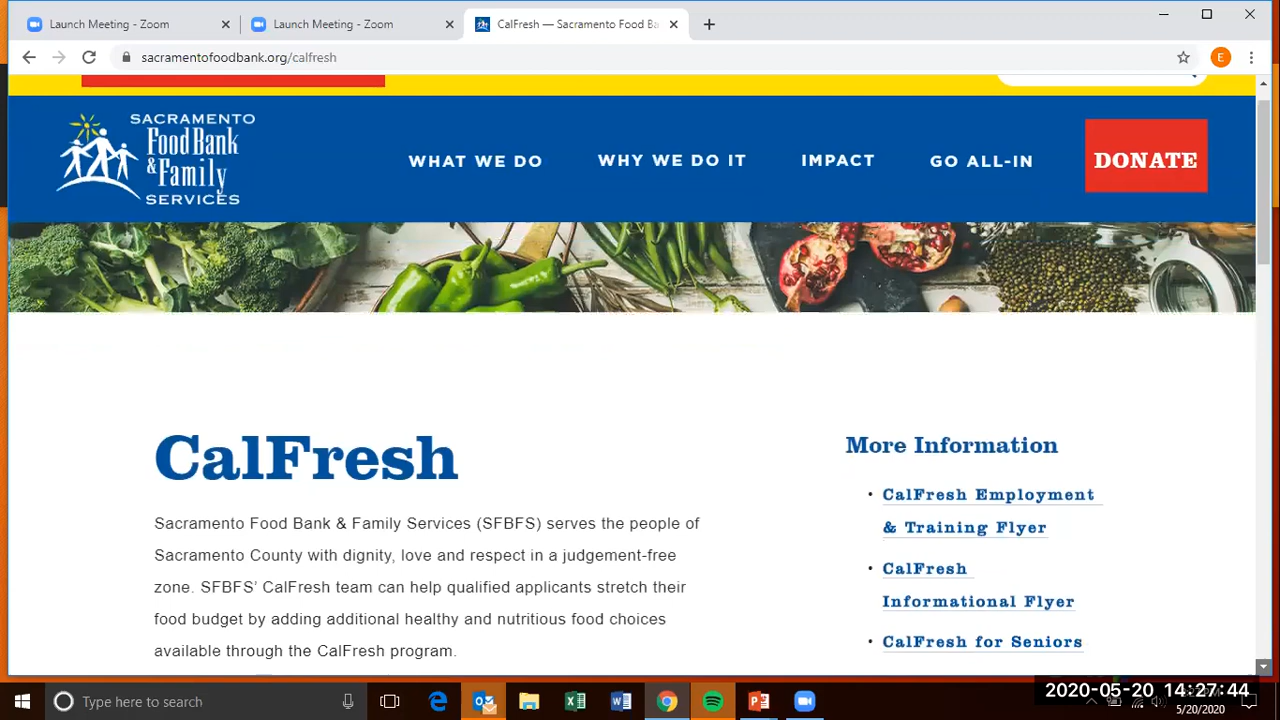 Launch Meeting - Zoom
Launch Meeting - Zoom
CalFresh — Sacramento Food Ba
sacramentofoodbank.org/calfresh
E
SACRAMENTO
Food Bank
& Family
SERVICES
WHAT WE DO
WHY WE DO IT
IMPACT
GO ALL-IN
DONATE
CalFresh
Sacramento Food Bank & Family Services (SFBFS) serves the people of
Sacramento County with dignity, love and respect in a judgement-free
zone. SFBFS’ CalFresh team can help qualified applicants stretch their
food budget by adding additional healthy and nutritious food choices
available through the CalFresh program.
More Information
• CalFresh Employment
& Training Flyer
• CalFresh
Informational Flyer
• CalFresh for Seniors
Type here to search
2020-05-20 14:27:44
5/20/2020